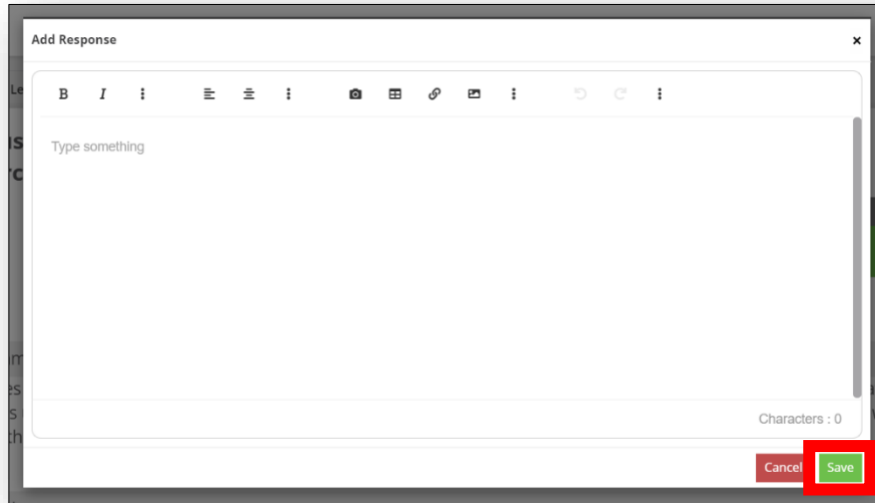 Add Response
×
B I
Type something
Characters : 0
Cancel Save